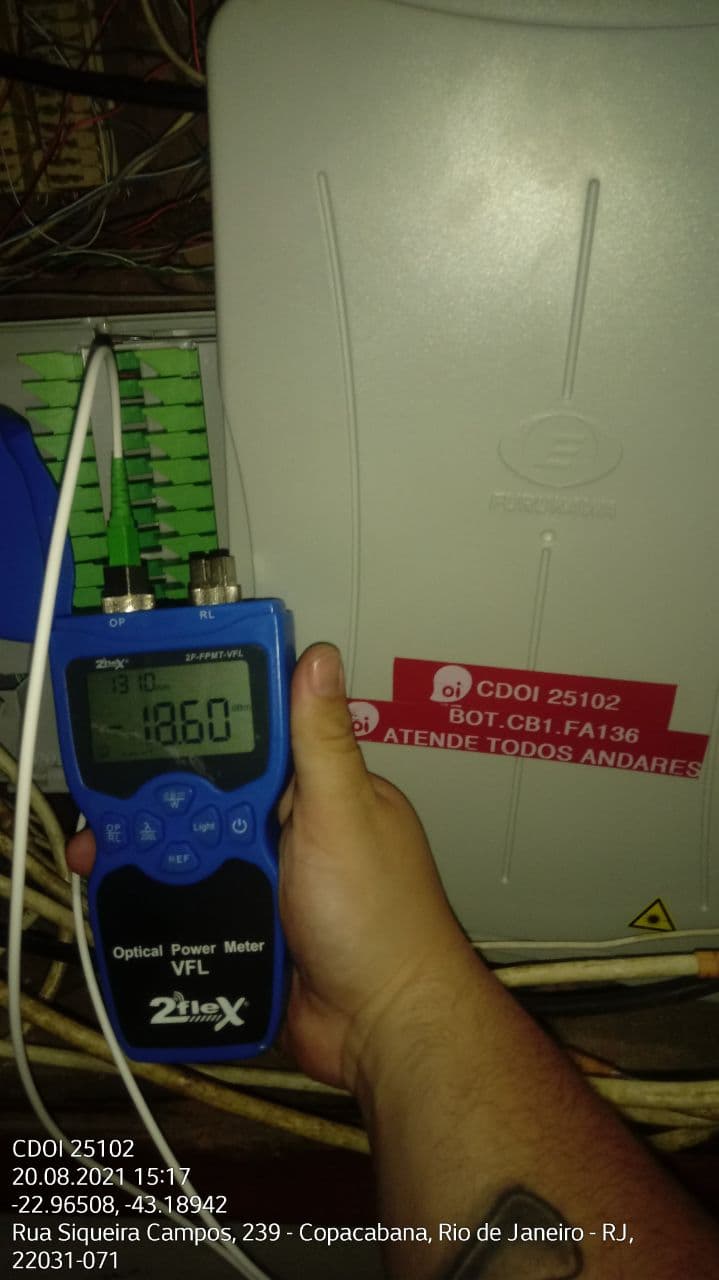 FURUKAWA
OP
RL
2flex
2F-FPMT-VFL
1310nm
-18.60 dBm
OP
RL
λ
Light
REF
Optical Power Meter
VFL
2fleX
oi CDOI 25102
oi BOT.CB1.FA136
ATENDE TODOS ANDARES
CDOI 25102
20.08.2021 15:17
-22.96508, -43.18942
Rua Siqueira Campos, 239 - Copacabana, Rio de Janeiro - RJ,
22031-071